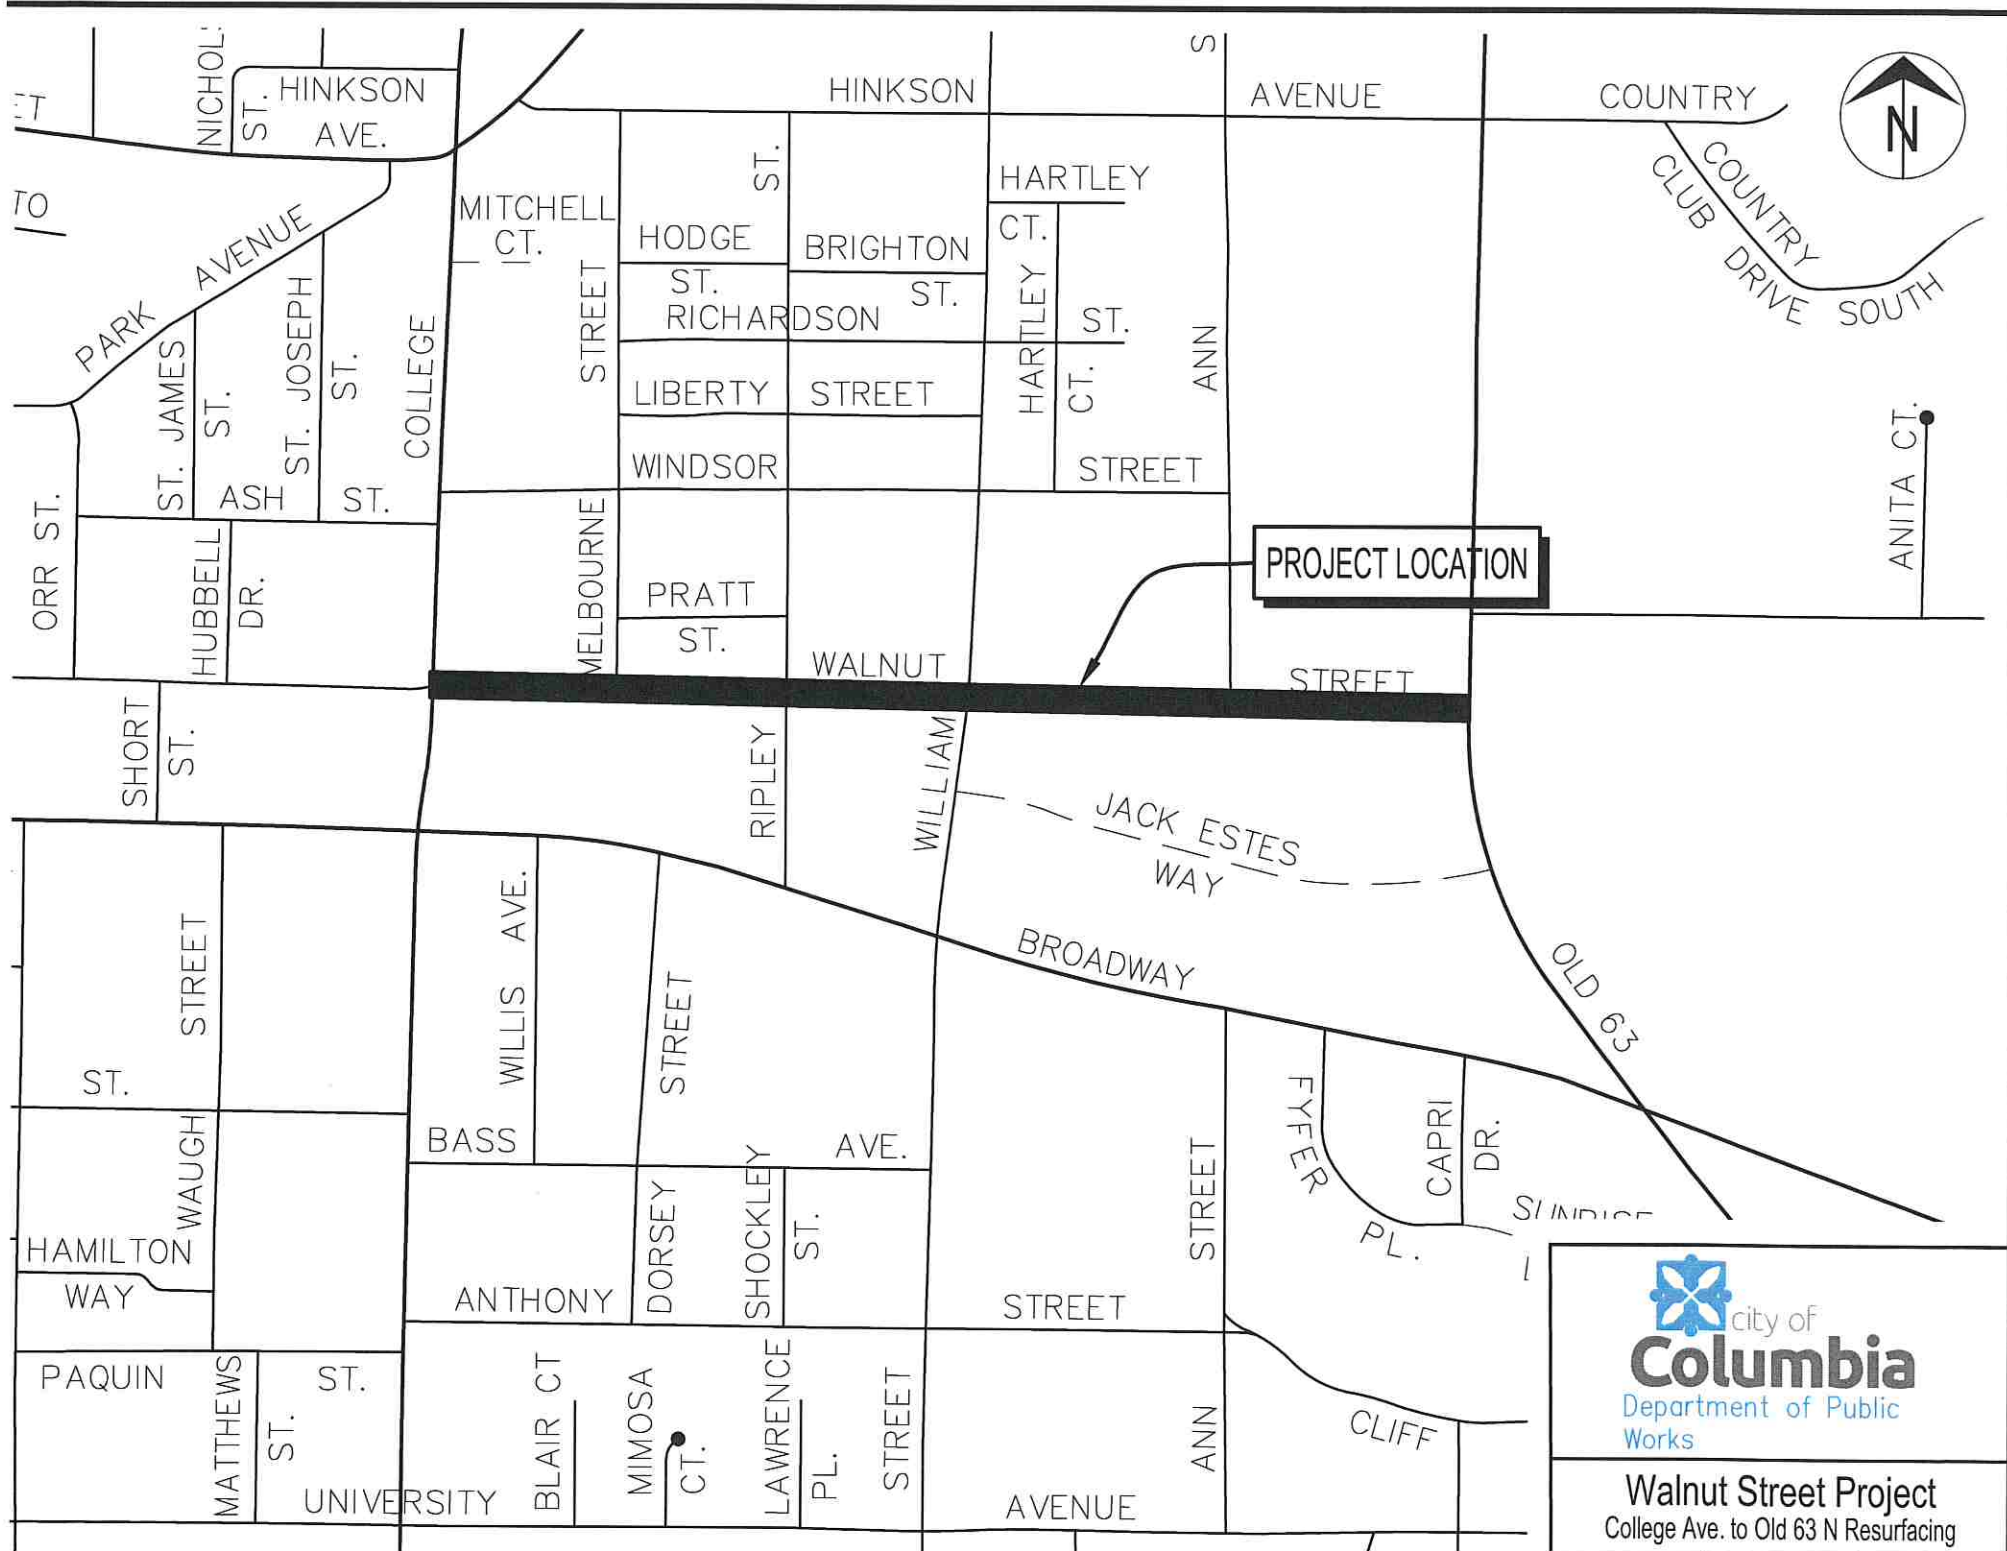 HINKSON
AVE.
ST.
HINKSON
AVENUE
COUNTRY
N
MITCHELL
CT.
ST.
HARTLEY
CT.
COUNTRY
CLUB DRIVE SOUTH
PARK AVENUE
HODGE
ST.
BRIGHTON
ST.
RICHARDSON
ST.
ST. JAMES
ST.
ST. JOSEPH
ST.
COLLEGE
STREET
LIBERTY STREET
HARTLEY
CT.
ANN
ANITA CT.
WINDSOR
STREET
ASH ST.
ORR ST.
HUBBELL
DR.
MELBOURNE
PRATT
ST.
PROJECT LOCATION
WALNUT
STREET
SHORT
ST.
RIPLEY
WILLIAM
JACK ESTES
WAY
BROADWAY
OLD 63
STREET
WILLIS AVE.
STREET
ST.
WAUGH
BASS
AVE.
STREET
FYFER
PL.
CAPRI
DR.
SUNRISE
HAMILTON
WAY
DORSEY
SHOCKLEY
ST.
ANTHONY
STREET
PAQUIN
ST.
MATTHEWS
ST.
BLAIR CT
MIMOSA
CT.
LAWRENCE
PL.
STREET
ANN
CLIFF
UNIVERSITY
AVENUE
city of
Columbia
Department of Public
Works
Walnut Street Project
College Ave. to Old 63 N Resurfacing